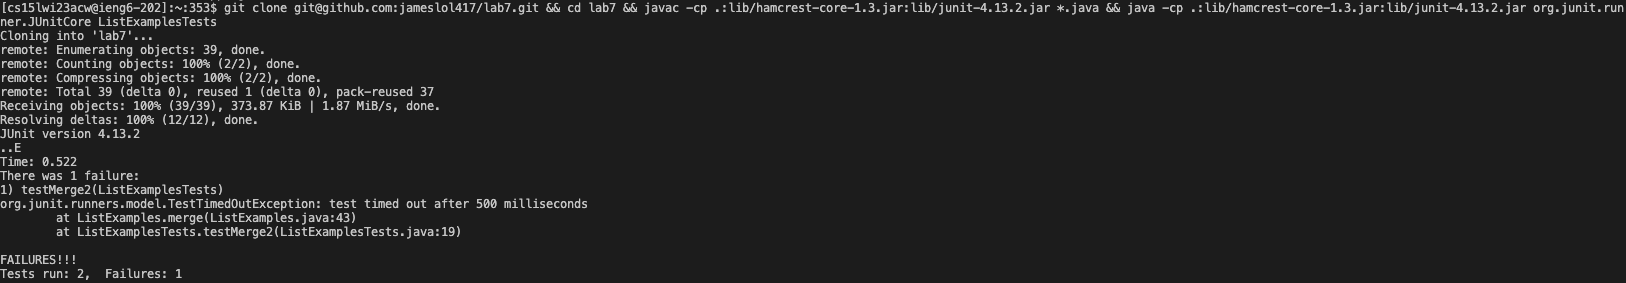 [cs15lwi23acw@ieng6-202]:~:353$ git clone git@github.com:jameslol417/lab7.git && cd lab7 && javac -cp .:lib/hamcrest-core-1.3.jar:lib/junit-4.13.2.jar *.java && java -cp .:lib/hamcrest-core-1.3.jar:lib/junit-4.13.2.jar org.junit.run
ner.JUnitCore ListExamplesTests
Cloning into 'lab7'...
remote: Enumerating objects: 39, done.
remote: Counting objects: 100% (2/2), done.
remote: Compressing objects: 100% (2/2), done.
remote: Total 39 (delta 0), reused 1 (delta 0), pack-reused 37
Receiving objects: 100% (39/39), 373.87 KiB | 1.87 MiB/s, done.
Resolving deltas: 100% (12/12), done.
JUnit version 4.13.2
..E
Time: 0.522
There was 1 failure:
1) testMerge2(ListExamplesTests)
org.junit.runners.model.TestTimedOutException: test timed out after 500 milliseconds
        at ListExamples.merge(ListExamples.java:43)
        at ListExamplesTests.testMerge2(ListExamplesTests.java:19)
FAILURES!!!
Tests run: 2,  Failures: 1